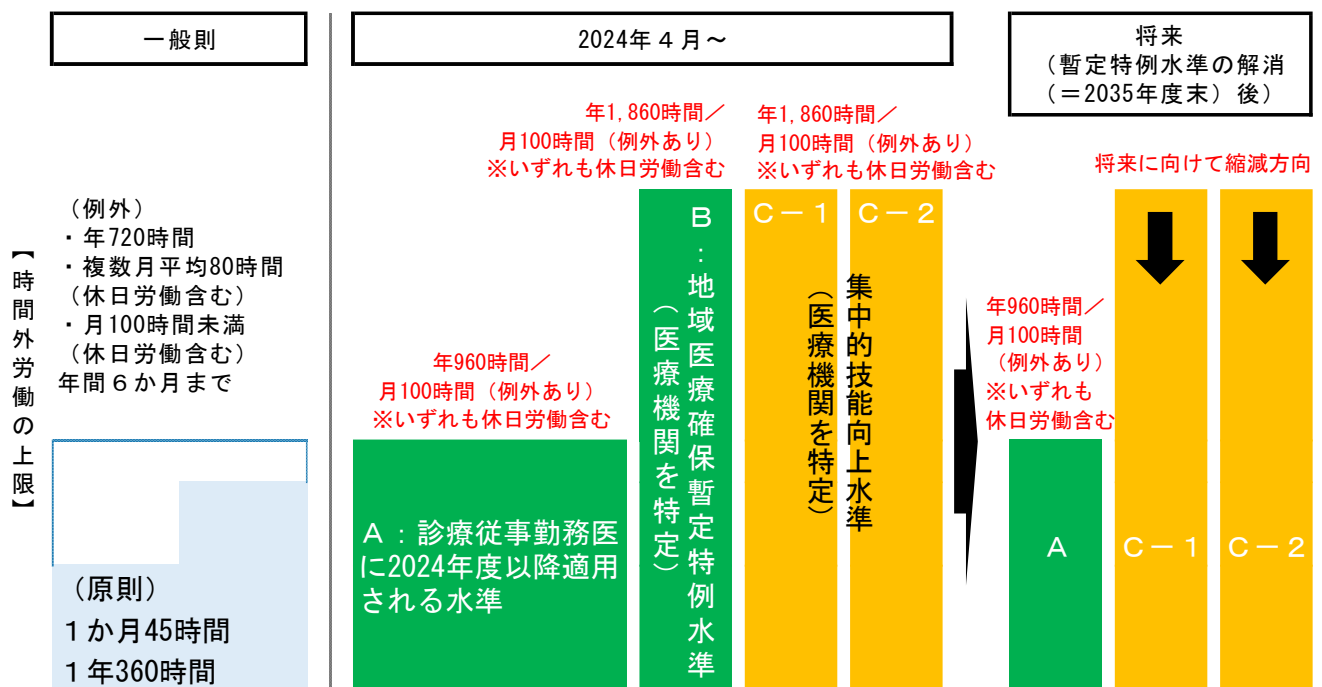 一般則
2024年４月～
将来
（暫定特例水準の解消
（＝2035年度末）後）
【時間外労働の上限】
（例外）
・年720時間
・複数月平均80時間
（休日労働含む）
・月100時間未満
（休日労働含む）
年間６か月まで
（原則）
１か月45時間
１年360時間
年960時間／
月100時間（例外あり）
※いずれも休日労働含む
Ａ：診療従事勤務医
に2024年度以降適用
される水準
年1,860時間／
月100時間（例外あり）
※いずれも休日労働含む
Ｂ：地域医療確保暫定特例水準
（医療機関を特定）
年1,860時間／
月100時間（例外あり）
※いずれも休日労働含む
Ｃ－１
Ｃ－２
集中的技能向上水準
（医療機関を特定）
将来に向けて縮減方向
年960時間／
月100時間
（例外あり）
※いずれも
休日労働含む
Ａ
Ｃ－１
Ｃ－２